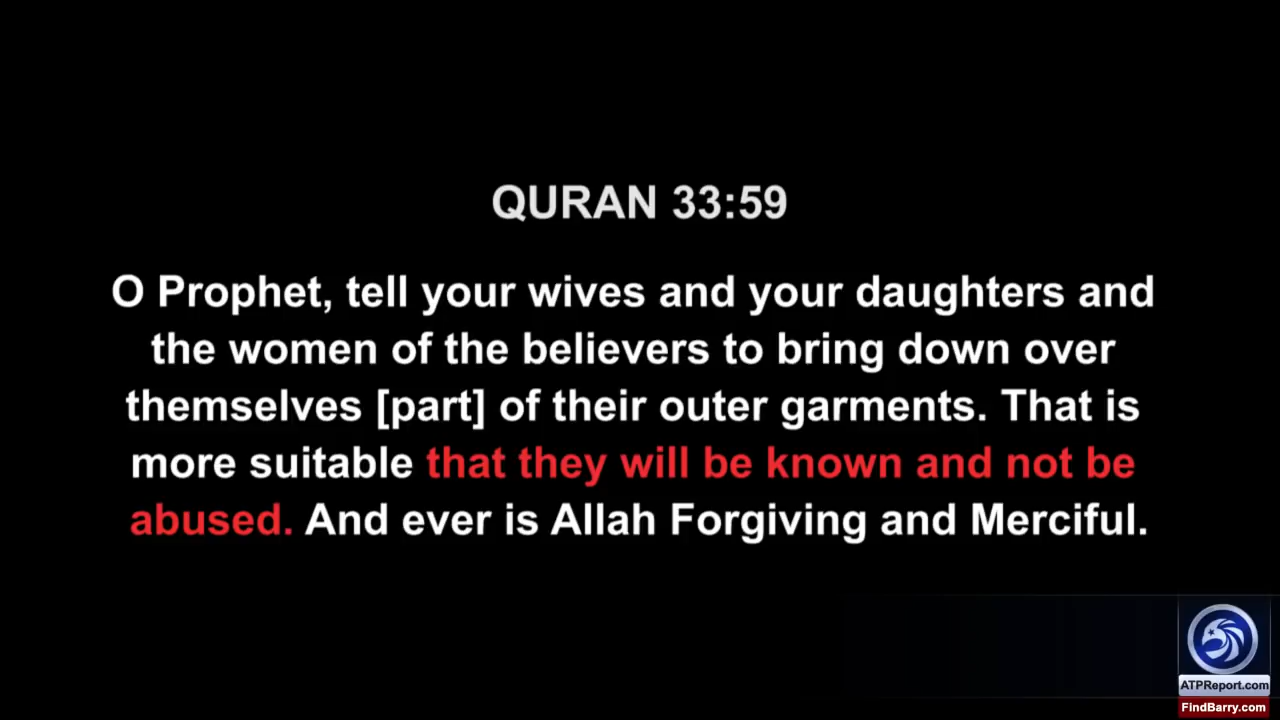 QURAN 33:59
O Prophet, tell your wives and your daughters and
the women of the believers to bring down over
themselves [part] of their outer garments. That is
more suitable that they will be known and not be
abused. And ever is Allah Forgiving and Merciful.
ATPReport.com
FindBarry.com